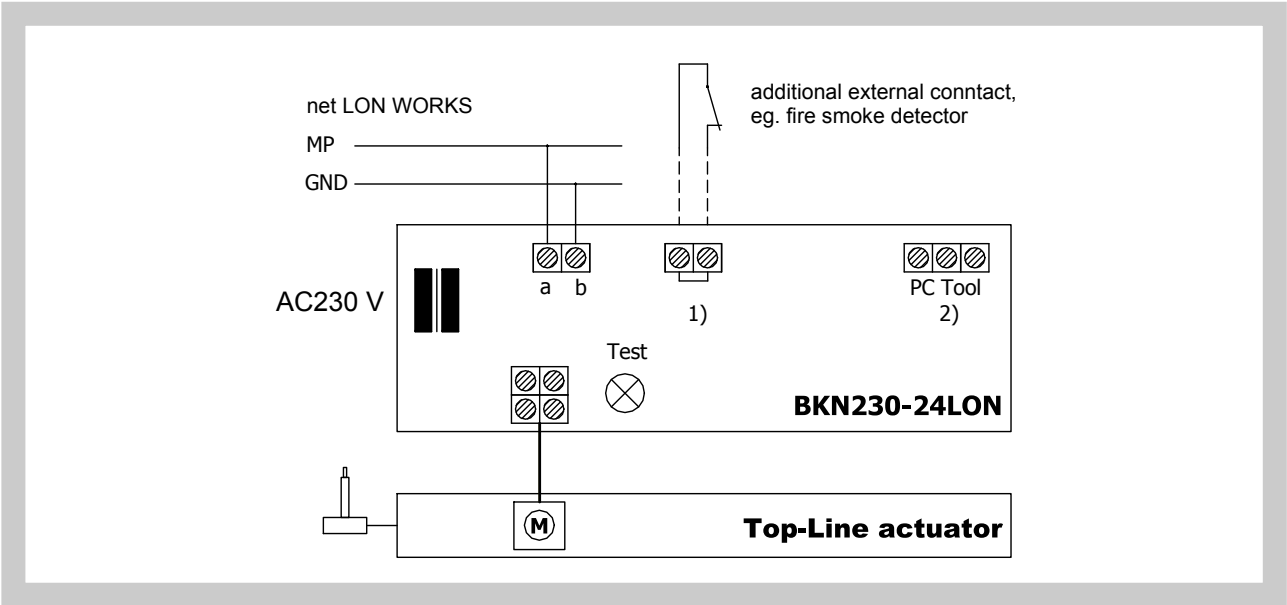 net LON WORKS
MP
GND
additional external conntact,
eg. fire smoke detector
AC230 V
a b
1)
PC Tool
2)
Test
BKN230-24LON
M
Top-Line actuator